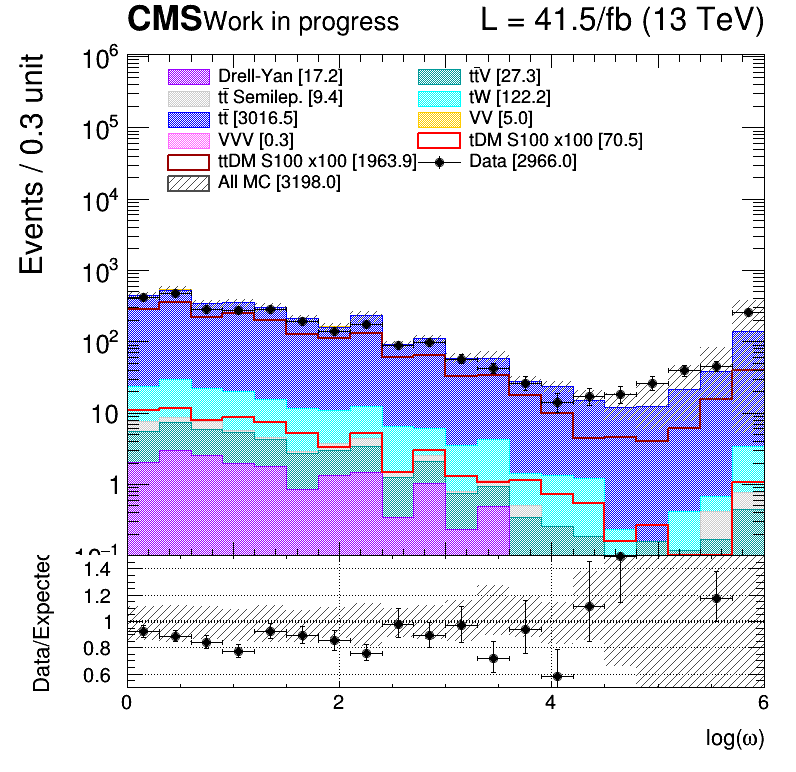 CMS Work in progress L = 41.5/fb (13 TeV)
Events / 0.3 unit
10⁶
10⁵
10⁴
10³
10²
10
1
10⁻¹
Drell-Yan [17.2] tt̄V [27.3]
tt̄ Semilep. [9.4] tW [122.2]
tt̄ [3016.5] VV [5.0]
VVV [0.3] tDM S100 x100 [70.5]
ttDM S100 x100 [1963.9] Data [2966.0]
All MC [3198.0]
Data/Expected
1.4
1.2
1
0.8
0.6
0 2 4 6
log(ω)